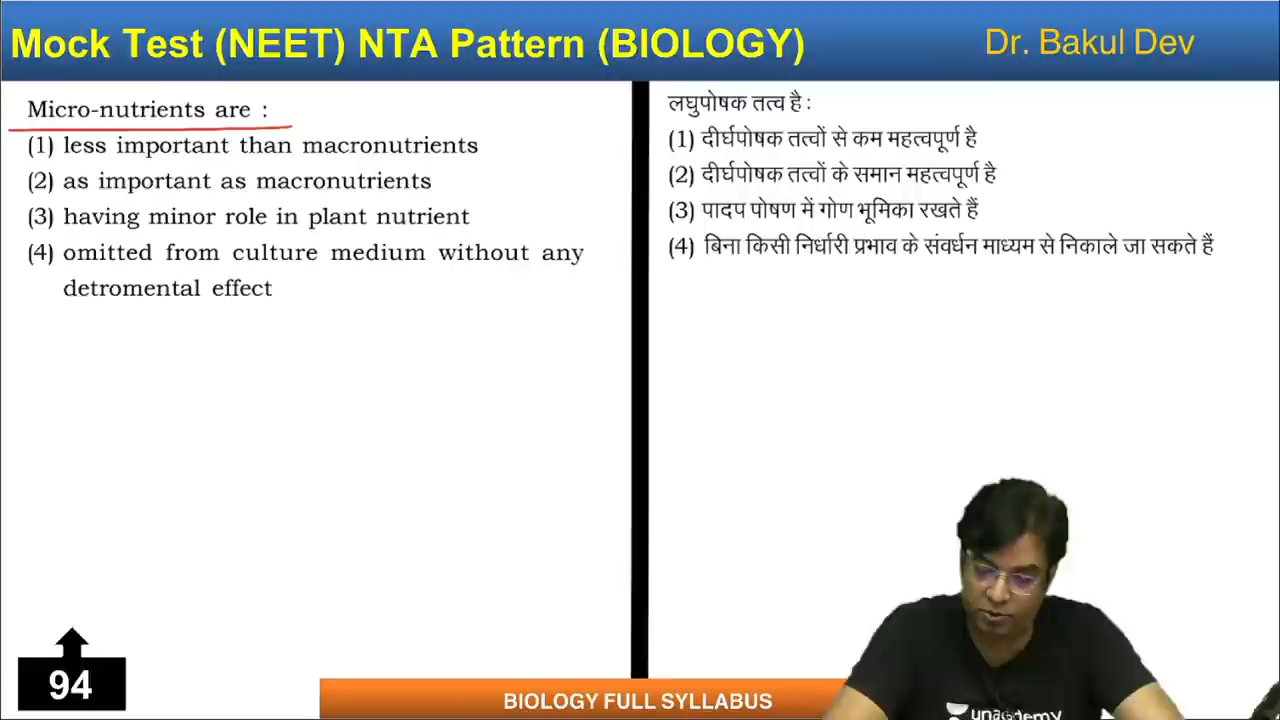 Mock Test (NEET) NTA Pattern (BIOLOGY)
Dr. Bakul Dev
Micro-nutrients are :
(1) less important than macronutrients
(2) as important as macronutrients
(3) having minor role in plant nutrient
(4) omitted from culture medium without any
detromental effect
लघुपोषक तत्व है :
(1) दीर्घपोषक तत्वों से कम महत्वपूर्ण है
(2) दीर्घपोषक तत्वों के समान महत्वपूर्ण है
(3) पादप पोषण में गोण भूमिका रखते हैं
(4) बिना किसी निर्धारी प्रभाव के संवर्धन माध्यम से निकाले जा सकते हैं
94
BIOLOGY FULL SYLLABUS
unacademy